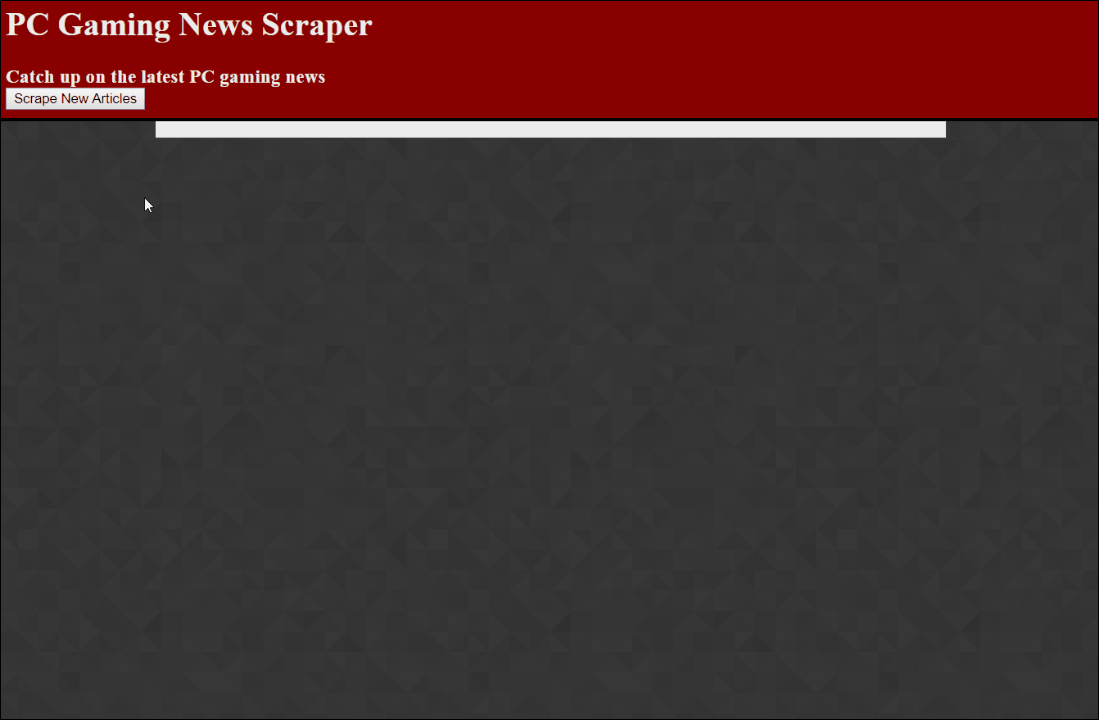 PC Gaming News Scraper
Catch up on the latest PC gaming news
Scrape New Articles